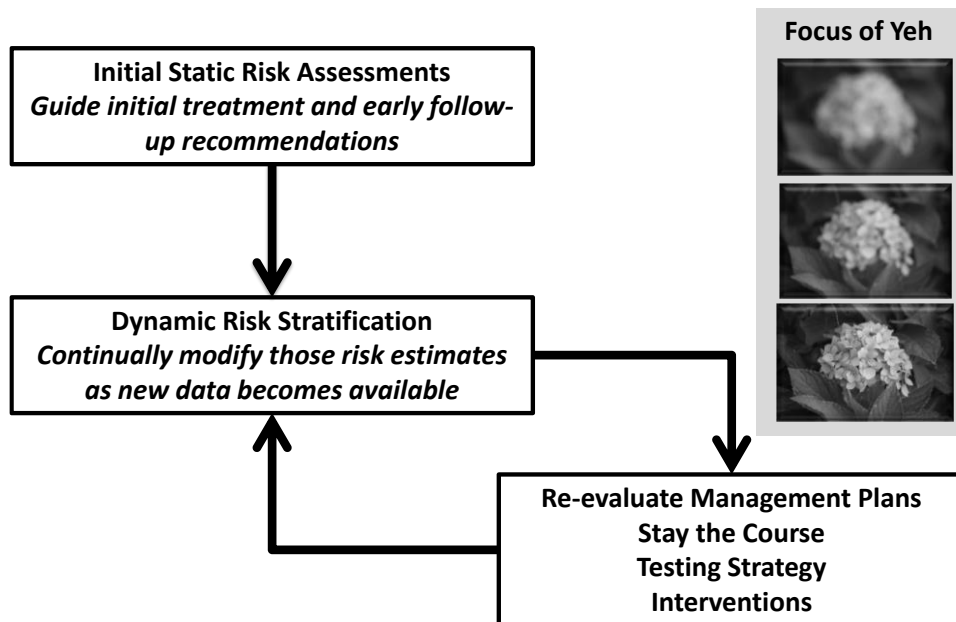 Initial Static Risk Assessments
Guide initial treatment and early follow-
up recommendations
Dynamic Risk Stratification
Continually modify those risk estimates
as new data becomes available
Focus of Yeh
Re-evaluate Management Plans
Stay the Course
Testing Strategy
Interventions